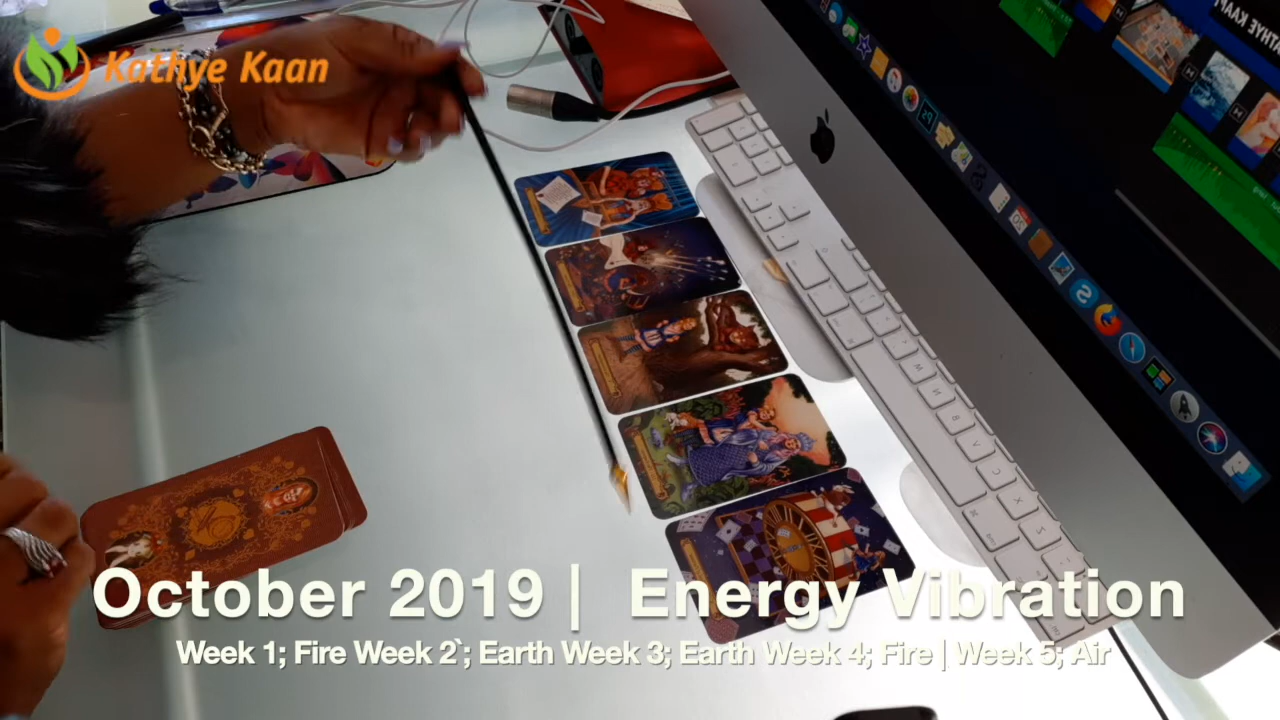 Kathye Kaan
October 2019 | Energy Vibration
Week 1; Fire Week 2`; Earth Week 3; Earth Week 4; Fire | Week 5; Air